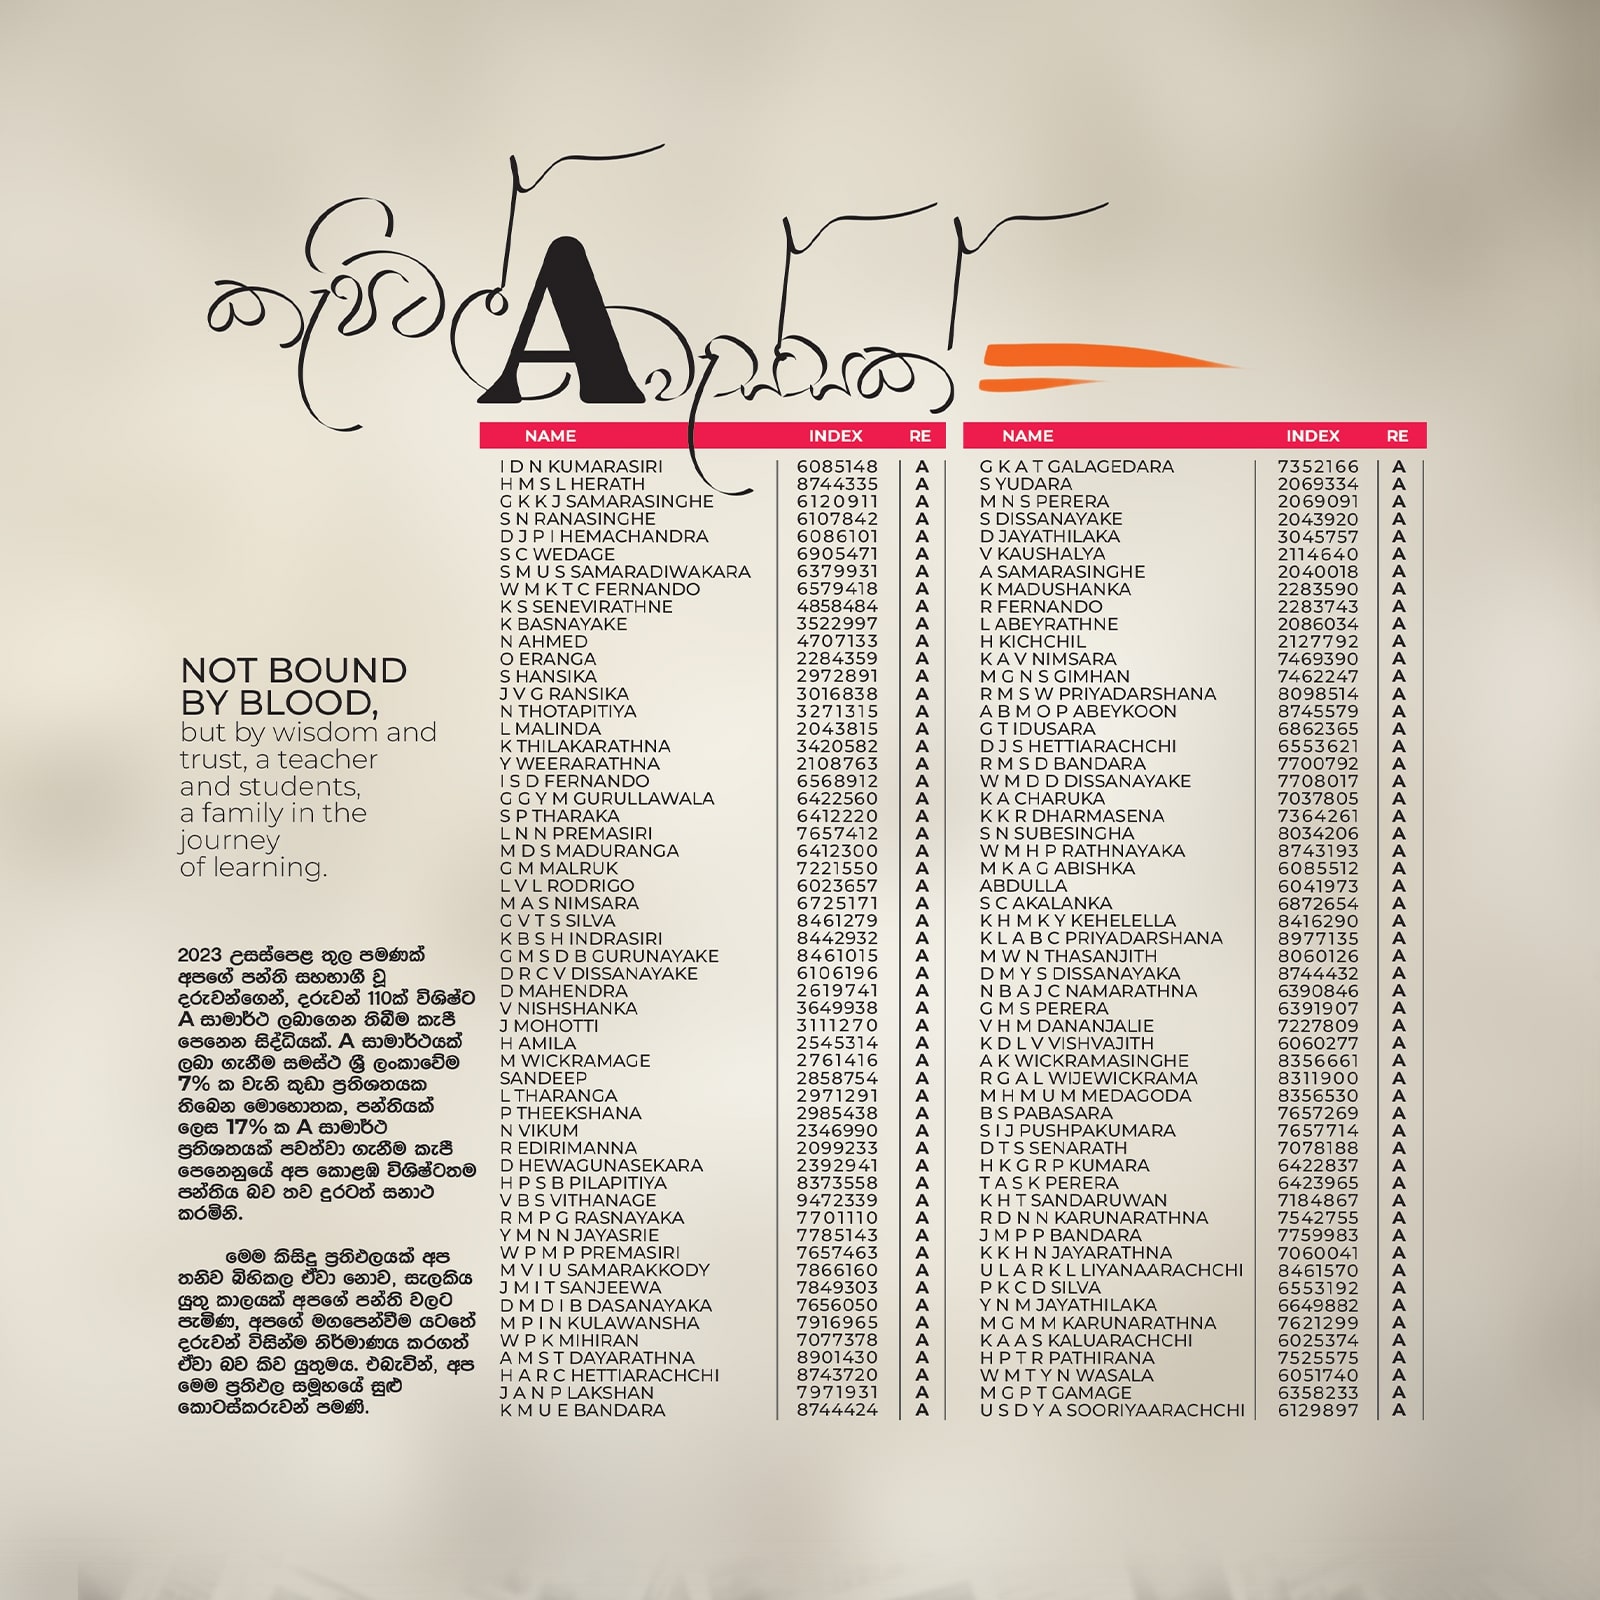 කැපිටල් A වලස්සක්
NOT BOUND
BY BLOOD,
but by wisdom and
trust, a teacher
and students,
a family in the
journey
of learning.
2023 උසස්පෙළ තුල පමණක්
අපගේ පන්ති සහභාගී වූ
දරුවන්ගෙන්, දරුවන් 110ක් විශිෂ්ට
A සාමාර්ථ ලබාගෙන තිබීම කැපී
පෙනෙන සිද්ධියක්. A සාමාර්ථයක්
ලබා ගැනීම සමස්ථ ශ්‍රී ලංකාවේම
7% ක වැනි කුඩා ප්‍රතිශතයක
තිබෙන මොහොතක, පන්තියක්
ලෙස 17% ක A සාමාර්ථ
ප්‍රතිශතයක් පවත්වා ගැනීම කැපී
පෙනෙනුයේ අප කොළඹ විශිෂ්ටතම
පන්තිය බව තව දුරටත් සනාථ
කරමිනි.
මෙම කිසිදු ප්‍රතිඵලයක් අප
තනිව බිහිකල ඒවා නොව, සැලකිය
යුතු කාලයක් අපගේ පන්ති වලට
පැමිණ, අපගේ මගපෙන්වීම යටතේ
දරුවන් විසින්ම නිර්මාණය කරගත්
ඒවා බව කිව යුතුමය. එබැවින්, අප
මෙම ප්‍රතිඵල සමූහයේ සුළු
කොටස්කරුවන් පමණි.
NAME INDEX RE
I D N KUMARASIRI 6085148 A
H M S L HERATH 8744335 A
G K K J SAMARASINGHE 6120911 A
S N RANASINGHE 6107842 A
D J P I HEMACHANDRA 6086101 A
S C WEDAGE 6905471 A
S M U S SAMARADIWAKARA 6379931 A
W M K T C FERNANDO 6579418 A
K S SENEVIRATHNE 4858484 A
K BASNAYAKE 3522997 A
N AHMED 4707133 A
O ERANGA 2284359 A
S HANSIKA 2972891 A
J V G RANSIKA 3016838 A
N THOTAPITIYA 3271315 A
L MALINDA 2043815 A
K THILAKARATHNA 3420582 A
Y WEERARATHNA 2108763 A
I S D FERNANDO 6568912 A
G G Y M GURULLAWALA 6422560 A
S P THARAKA 6412220 A
L N N PREMASIRI 7657412 A
M D S MADURANGA 6412300 A
G M MALRUK 7221550 A
L V L RODRIGO 6023657 A
M A S NIMSARA 6725171 A
G V T S SILVA 8461279 A
K B S H INDRASIRI 8442932 A
G M S D B GURUNAYAKE 8461015 A
D R C V DISSANAYAKE 6106196 A
D MAHENDRA 2619741 A
V NISHSHANKA 3649938 A
J MOHOTTI 3111270 A
H AMILA 2545314 A
M WICKRAMAGE 2761416 A
SANDEEP 2858754 A
L THARANGA 2971291 A
P THEEKSHANA 2985438 A
N VIKUM 2346990 A
R EDIRIMANNA 2099233 A
D HEWAGUNASEKARA 2392941 A
H P S B PILAPITIYA 8373558 A
V B S VITHANAGE 9472339 A
R M P G RASNAYAKA 7701110 A
Y M N N JAYASRIE 7785143 A
W P M P PREMASIRI 7657463 A
M V I U SAMARAKKODY 7866160 A
J M I T SANJEEWA 7849303 A
D M D I B DASANAYAKA 7656050 A
M P I N KULAWANSHA 7916965 A
W P K MIHIRAN 7077378 A
A M S T DAYARATHNA 8901430 A
H A R C HETTIARACHCHI 8743720 A
J A N P LAKSHAN 7971931 A
K M U E BANDARA 8744424 A
NAME INDEX RE
G K A T GALAGEDARA 7352166 A
S YUDARA 2069334 A
M N S PERERA 2069091 A
S DISSANAYAKE 2043920 A
D JAYATHILAKA 3045757 A
V KAUSHALYA 2114640 A
A SAMARASINGHE 2040018 A
K MADUSHANKA 2283590 A
R FERNANDO 2283743 A
L ABEYRATHNE 2086034 A
H KICHCHIL 2127792 A
K A V NIMSARA 7469390 A
M G N S GIMHAN 7462247 A
R M S W PRIYADARSHANA 8098514 A
A B M O P ABEYKOON 8745579 A
G T IDUSARA 6862365 A
D J S HETTIARACHCHI 6553621 A
R M S D BANDARA 7700792 A
W M D D DISSANAYAKE 7708017 A
K A CHARUKA 7037805 A
K K R DHARMASENA 7364261 A
S N SUBESINGHA 8034206 A
W M H P RATHNAYAKA 8743193 A
M K A G ABISHKA 6085512 A
ABDULLA 6041973 A
S C AKALANKA 6872654 A
K H M K Y KEHELELLA 8416290 A
K L A B C PRIYADARSHANA 8977135 A
M W N THASANJITH 8060126 A
D M Y S DISSANAYAKA 8744432 A
N B A J C NAMARATHNA 6390846 A
G M S PERERA 6391907 A
V H M DANANJALIE 7227809 A
K D L V VISHVAJITH 6060277 A
A K WICKRAMASINGHE 8356661 A
R G A L WIJEWICKRAMA 8311900 A
M H M U M MEDAGODA 8356530 A
B S PABASARA 7657269 A
S I J PUSHPAKUMARA 7657714 A
D T S SENARATH 7078188 A
H K G R P KUMARA 6422837 A
T A S K PERERA 6423965 A
K H T SANDARUWAN 7184867 A
R D N N KARUNARATHNA 7542755 A
J M P P BANDARA 7759983 A
K K H N JAYARATHNA 7060041 A
U L A R K L LIYANAARACHCHI 8461570 A
P K C D SILVA 6553192 A
Y N M JAYATHILAKA 6649882 A
M G M M KARUNARATHNA 7621299 A
K A A S KALUARACHCHI 6025374 A
H P T R PATHIRANA 7525575 A
W M T Y N WASALA 6051740 A
M G P T GAMAGE 6358233 A
U S D Y A SOORIYAARACHCHI 6129897 A